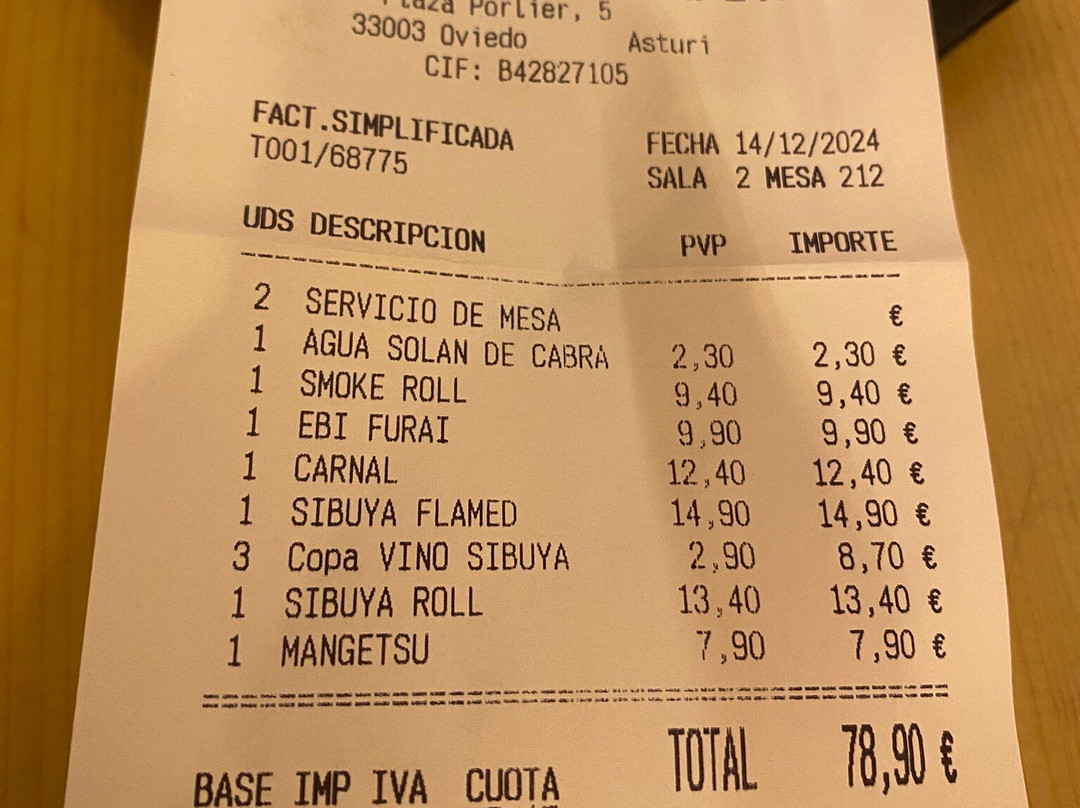 Plaza Porlier, 5
33003 Oviedo Asturi
CIF: B42827105
FACT.SIMPLIFICADA
T001/68775
FECHA 14/12/2024
SALA 2 MESA 212
UDS DESCRIPCION PVP IMPORTE
2 SERVICIO DE MESA €
1 AGUA SOLAN DE CABRA 2,30 2,30 €
1 SMOKE ROLL 9,40 9,40 €
1 EBI FURAI 9,90 9,90 €
1 CARNAL 12,40 12,40 €
1 SIBUYA FLAMED 14,90 14,90 €
3 Copa VINO SIBUYA 2,90 8,70 €
1 SIBUYA ROLL 13,40 13,40 €
1 MANGETSU 7,90 7,90 €
TOTAL 78,90 €
BASE IMP IVA CUOTA